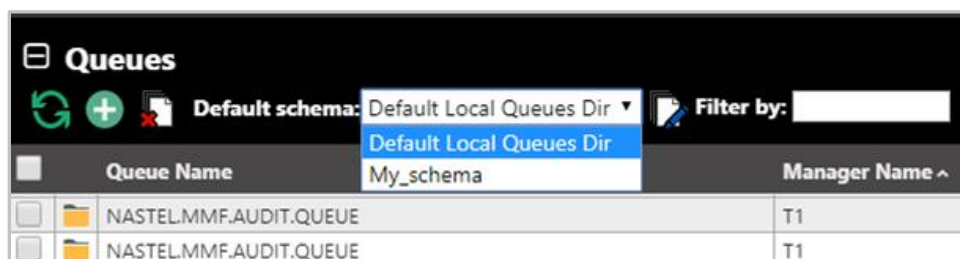 Queues
Default schema: Default Local Queues Dir Filter by:
Default Local Queues Dir
My_schema
Queue Name Manager Name
NASTEL.MMF.AUDIT.QUEUE T1
NASTEL.MMF.AUDIT.QUEUE T1